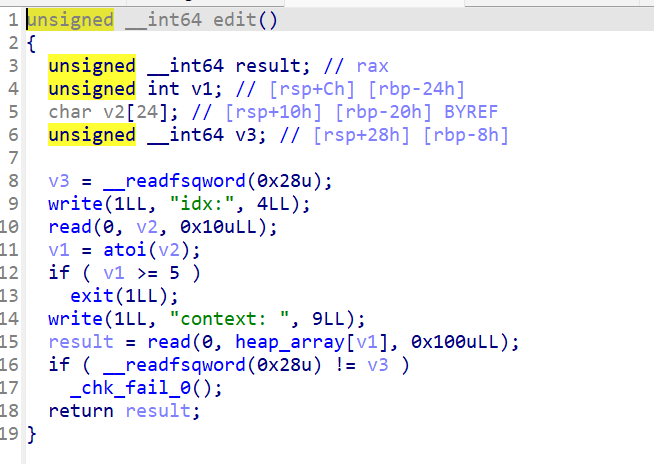 1 unsigned __int64 edit()
2 {
3 unsigned __int64 result; // rax
4 unsigned int v1; // [rsp+Ch] [rbp-24h]
5 char v2[24]; // [rsp+10h] [rbp-20h] BYREF
6 unsigned __int64 v3; // [rsp+28h] [rbp-8h]
7
8 v3 = __readfsqword(0x28u);
9 write(1LL, "idx:", 4LL);
10 read(0, v2, 0x10uLL);
11 v1 = atoi(v2);
12 if ( v1 >= 5 )
13 exit(1LL);
14 write(1LL, "context: ", 9LL);
15 result = read(0, heap_array[v1], 0x100uLL);
16 if ( __readfsqword(0x28u) != v3 )
17 _chk_fail_0();
18 return result;
19 }